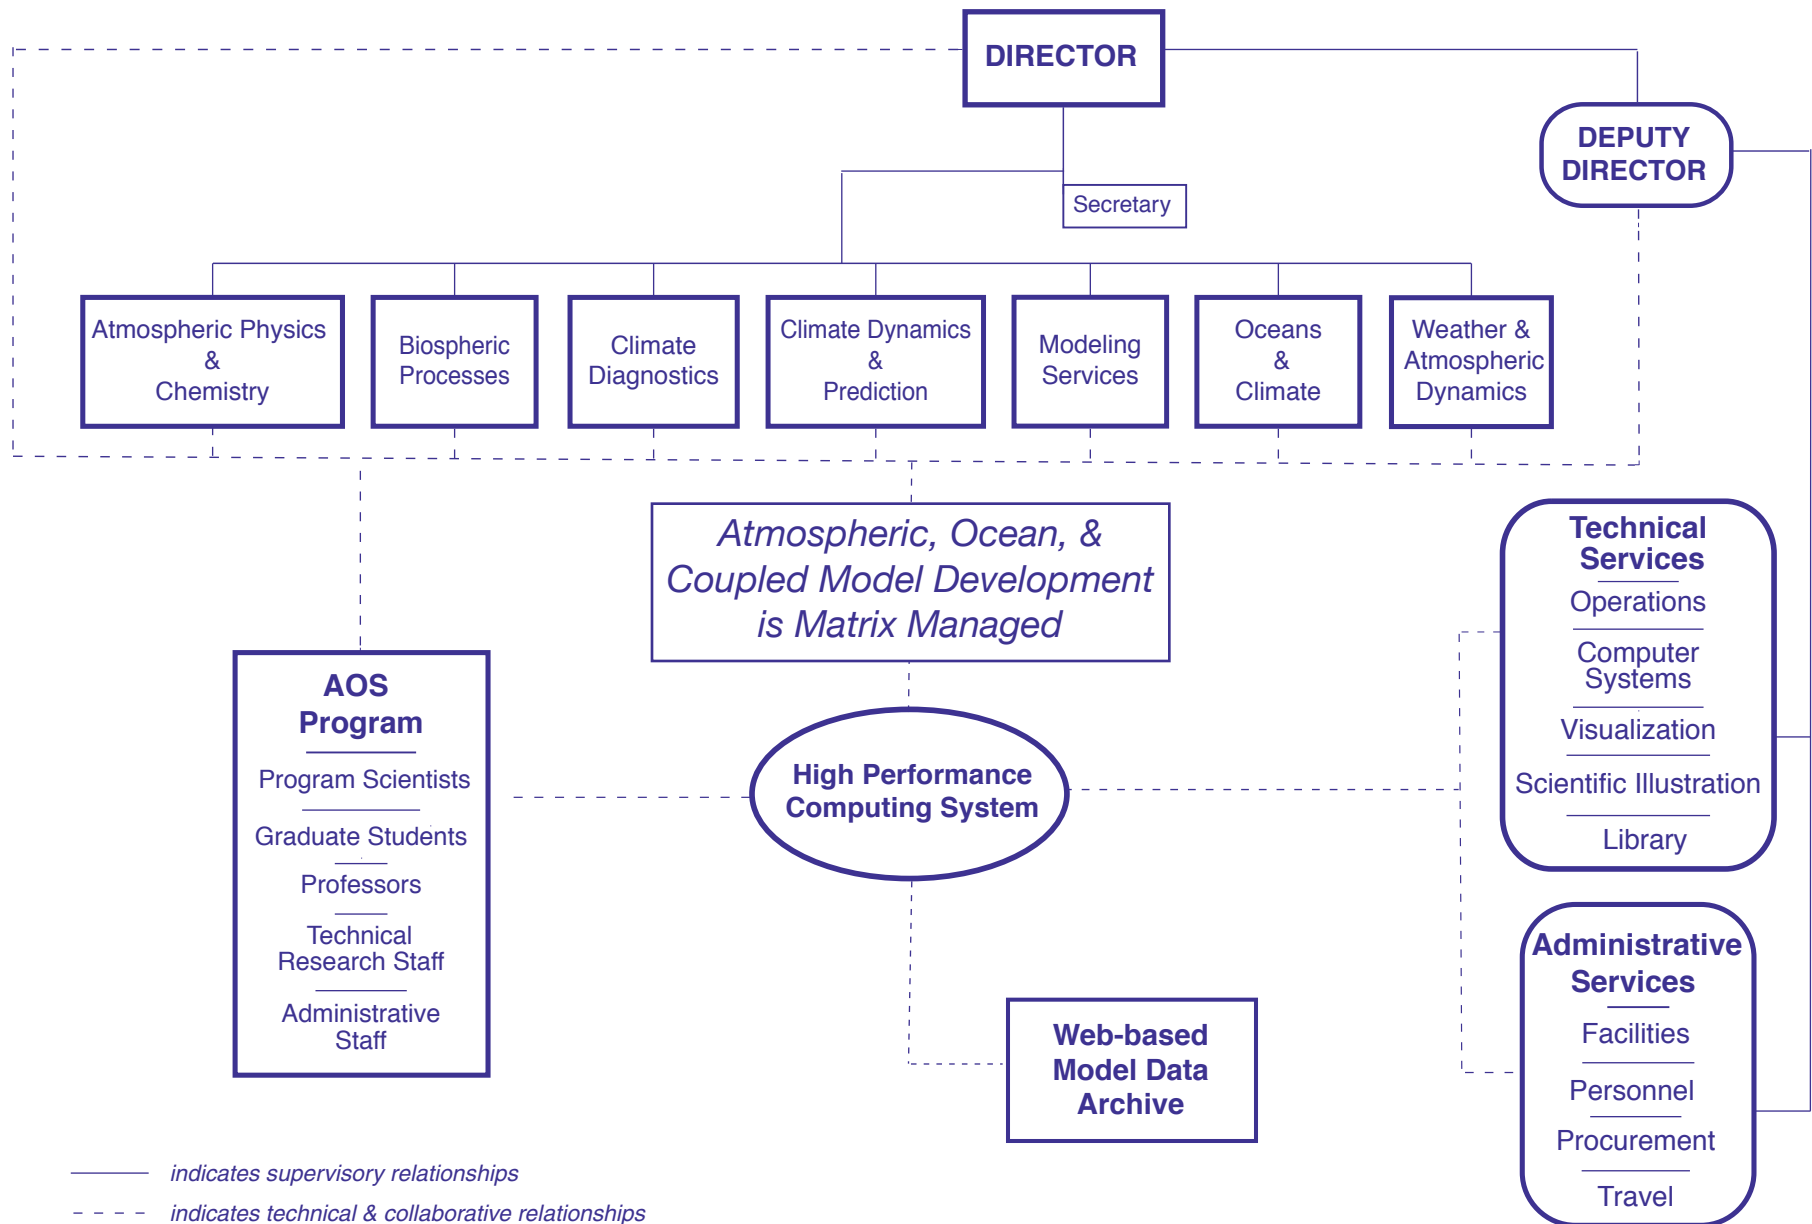 DIRECTOR
DEPUTY
DIRECTOR
Secretary
Atmospheric Physics
&
Chemistry
Biospheric
Processes
Climate
Diagnostics
Climate Dynamics
&
Prediction
Modeling
Services
Oceans
&
Climate
Weather &
Atmospheric
Dynamics
Atmospheric, Ocean, &
Coupled Model Development
is Matrix Managed
AOS
Program
Program Scientists
Graduate Students
Professors
Technical
Research Staff
Administrative
Staff
High Performance
Computing System
Web-based
Model Data
Archive
Technical
Services
Operations
Computer
Systems
Visualization
Scientific Illustration
Library
Administrative
Services
Facilities
Personnel
Procurement
Travel
indicates supervisory relationships
indicates technical & collaborative relationships